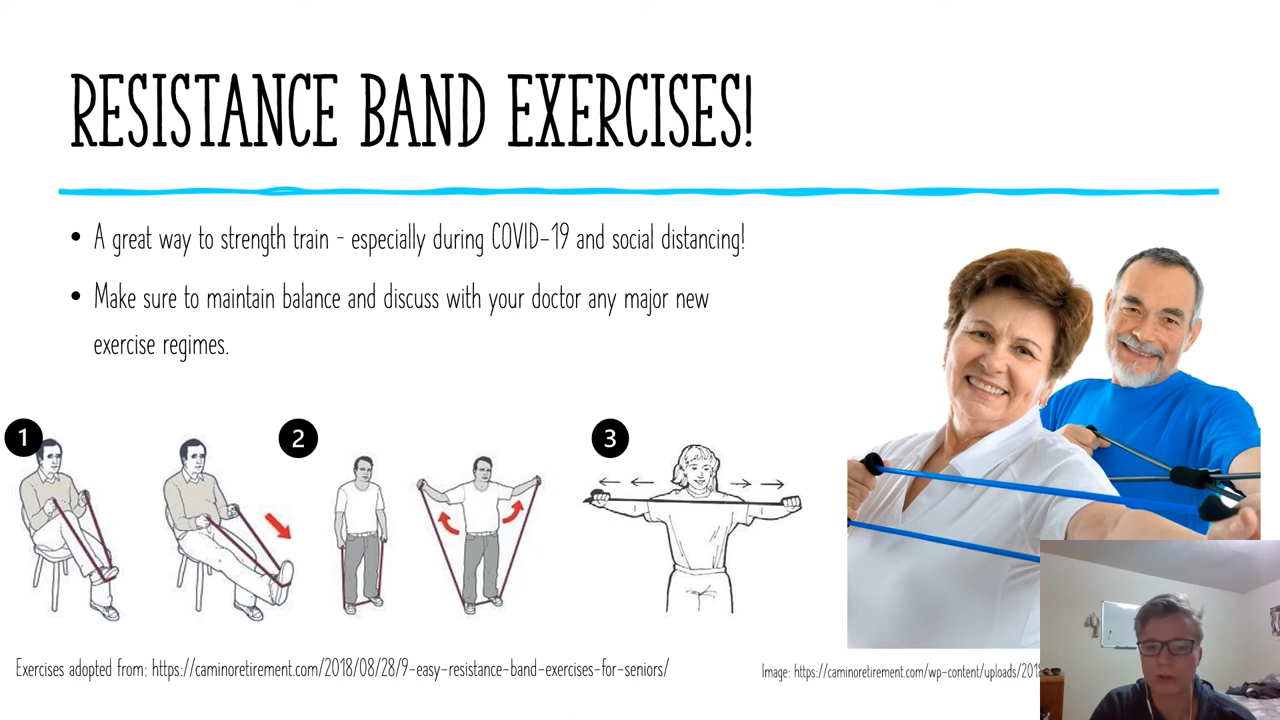 RESISTANCE BAND EXERCISES!
• A great way to strength train - especially during COVID-19 and social distancing!
• Make sure to maintain balance and discuss with your doctor any major new
exercise regimes.
1
2
3
Exercises adopted from: https://caminoretirement.com/2018/08/28/9-easy-resistance-band-exercises-for-seniors/
Image: https://caminoretirement.com/wp-content/uploads/2018